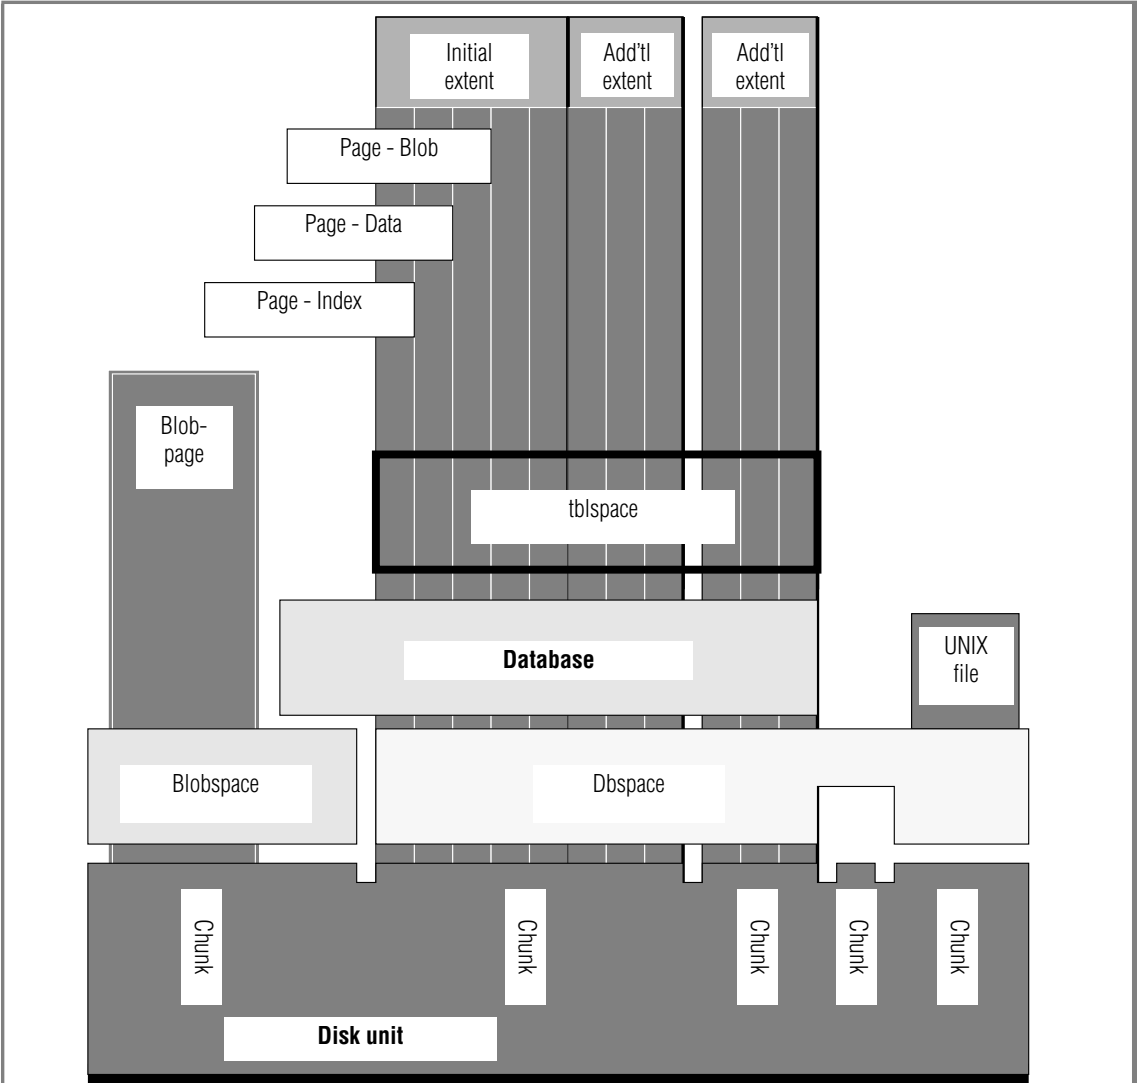 Initial
extent
Add'tl
extent
Add'tl
extent
Page - Blob
Page - Data
Page - Index
Blob-
page
tblspace
Database
UNIX
file
Blobspace
Dbspace
Chunk
Chunk
Chunk
Chunk
Chunk
Disk unit